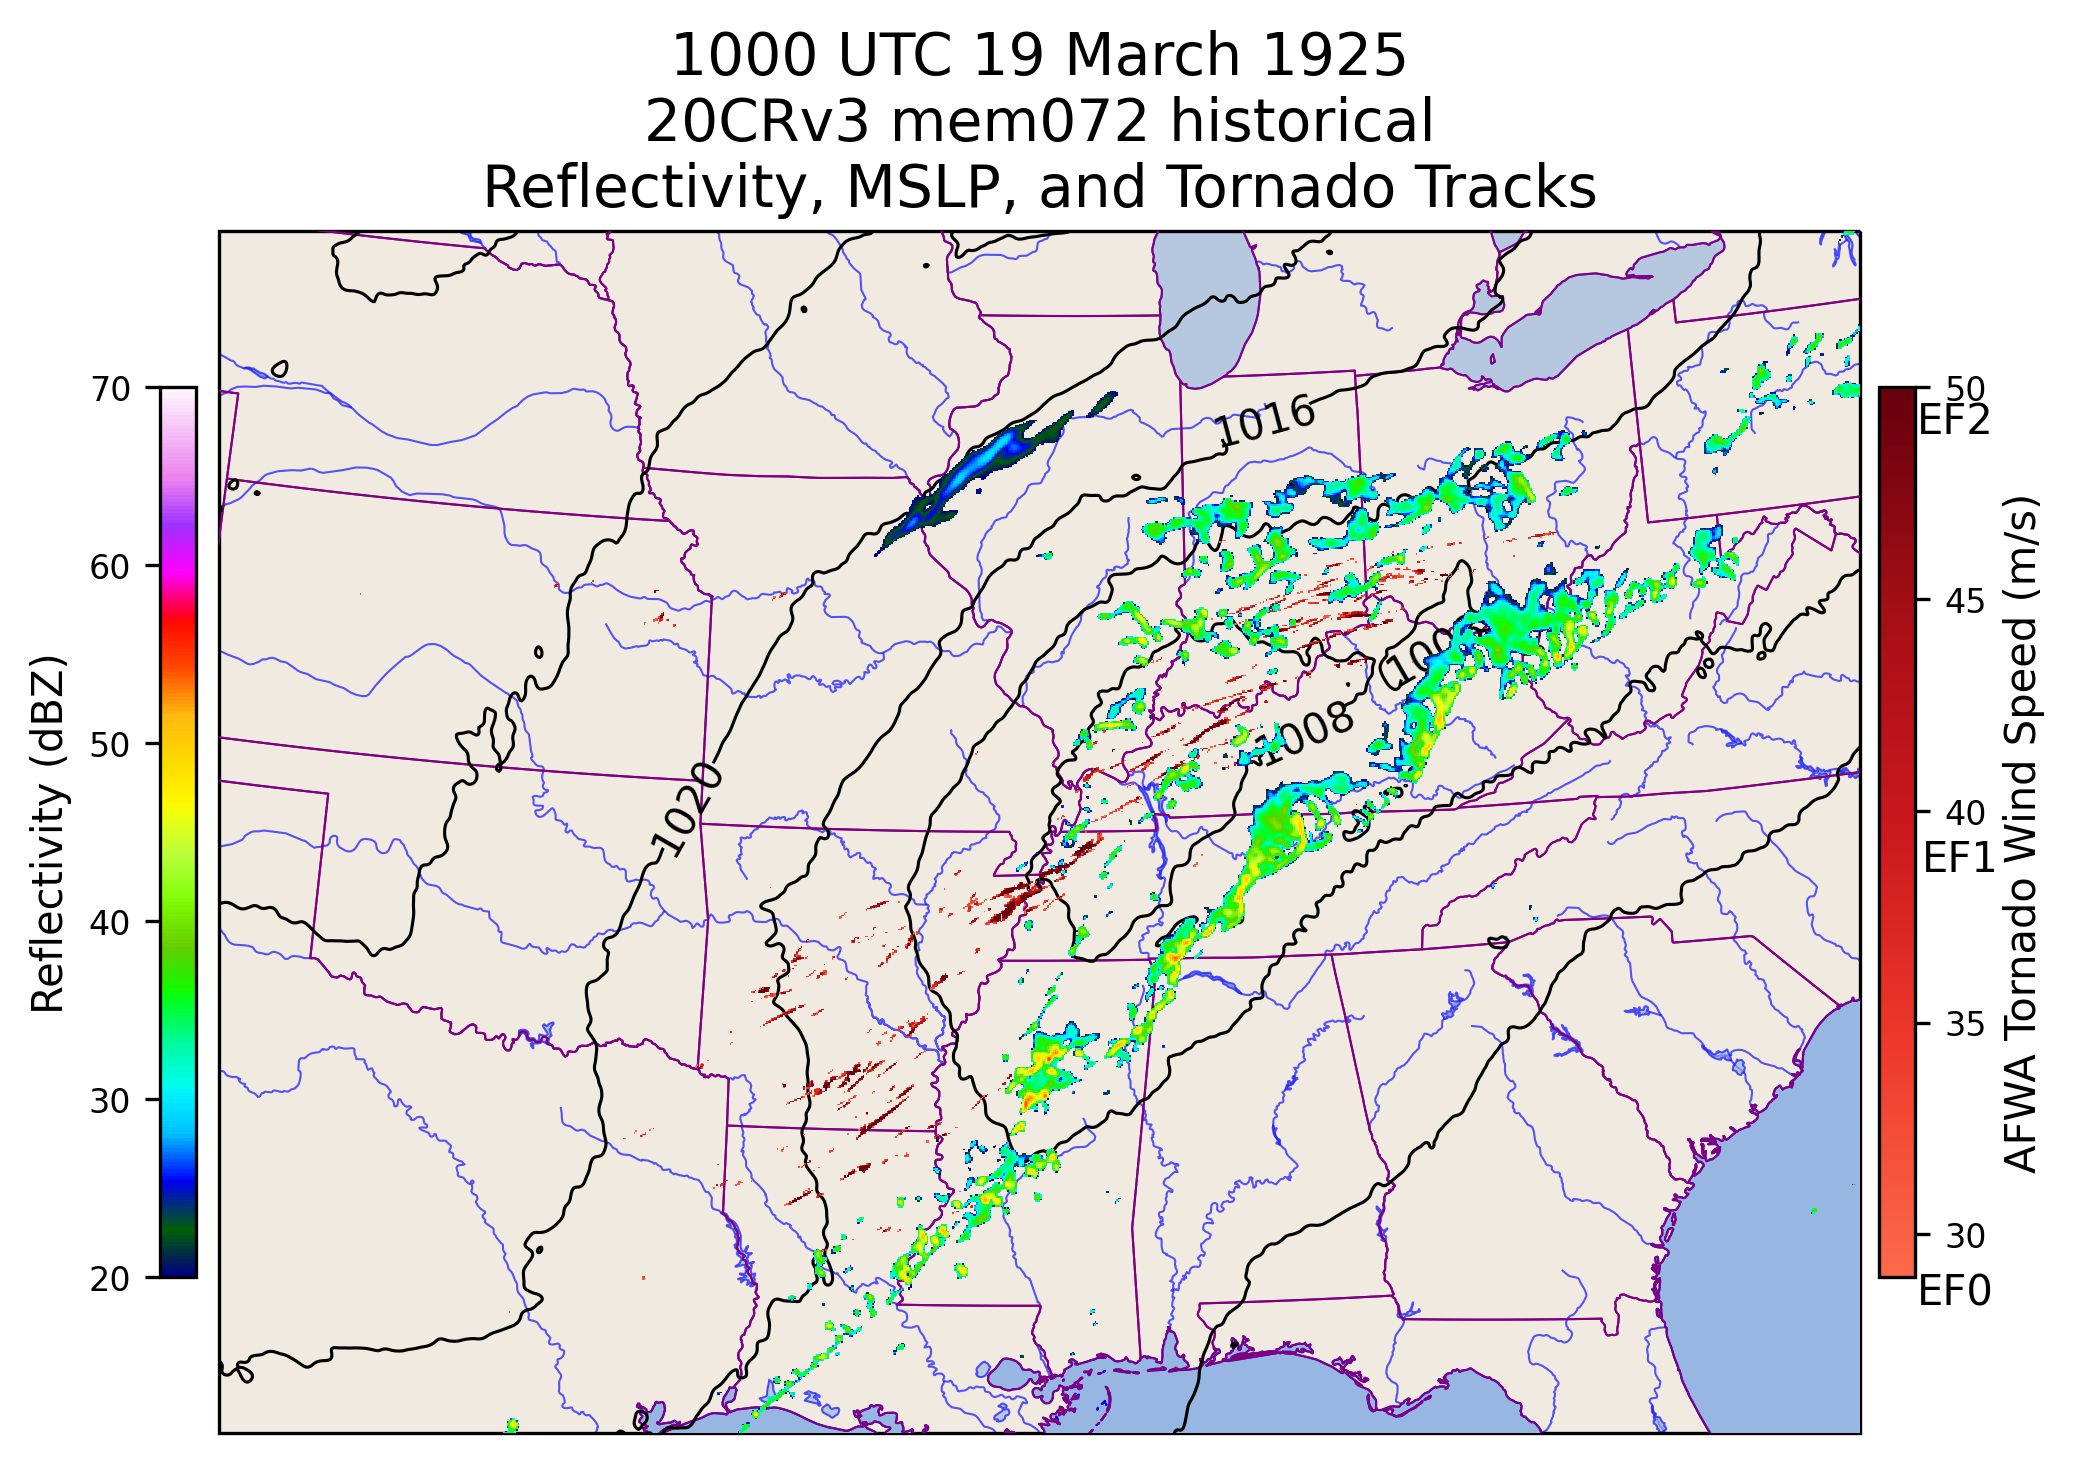 1000 UTC 19 March 1925
20CRv3 mem072 historical
Reflectivity, MSLP, and Tornado Tracks
70
60
50
40
30
20
Reflectivity (dBZ)
1016
1008
1020
50
EF2
45
40
EF1
35
30
EF0
AFWA Tornado Wind Speed (m/s)